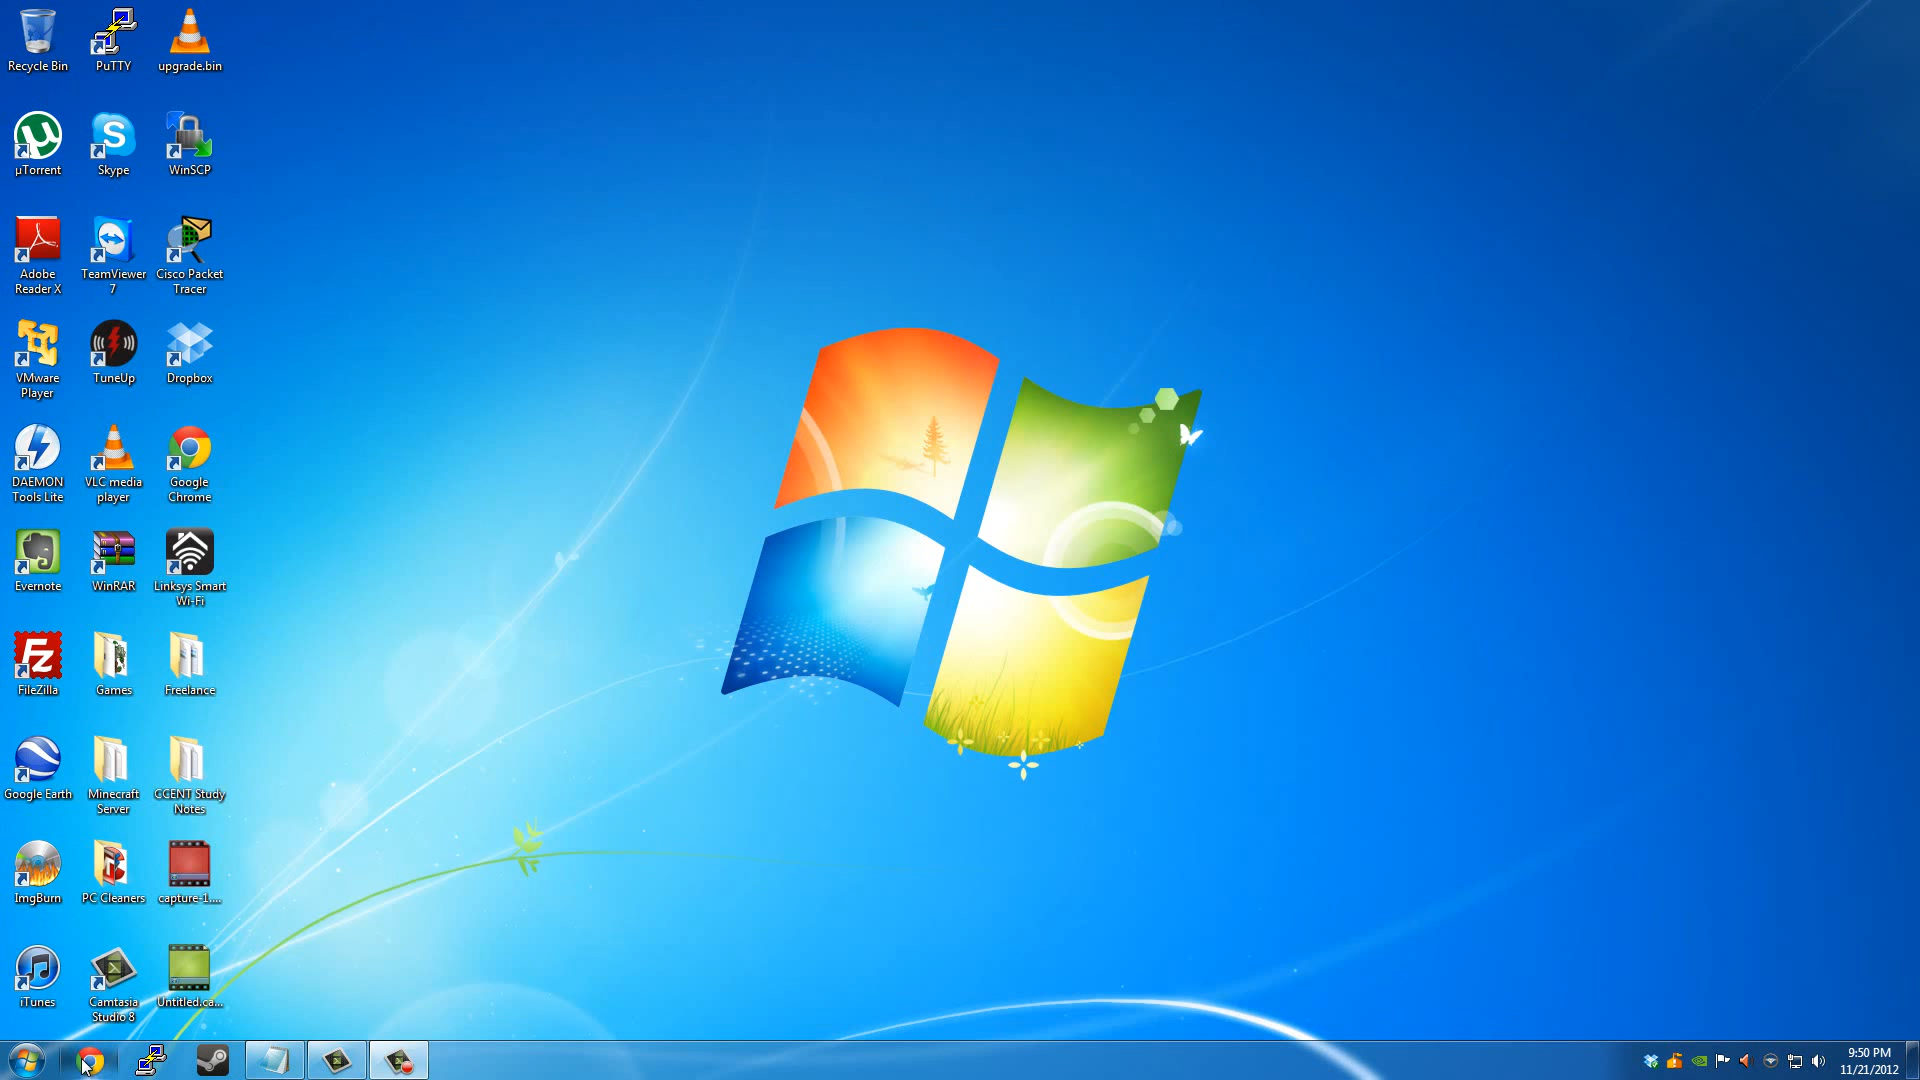 Recycle Bin
PuTTY
upgrade.bin
µTorrent
Skype
WinSCP
Adobe
Reader X
TeamViewer
7
Cisco Packet
Tracer
VMware
Player
TuneUp
Dropbox
DAEMON
Tools Lite
VLC media
player
Google
Chrome
Evernote
WinRAR
Linksys Smart
Wi-Fi
FileZilla
Games
Freelance
Google Earth
Minecraft
Server
CCENT Study
Notes
ImgBurn
PC Cleaners
capture-1....
iTunes
Camtasia
Studio 8
Untitled.ca...
9:50 PM
11/21/2012